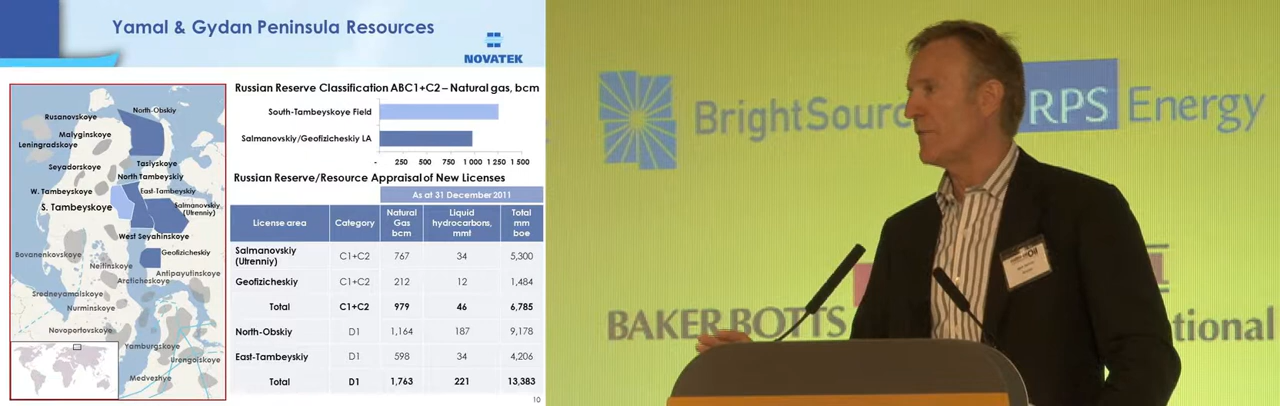 Yamal & Gydan Peninsula Resources
NOVATEK
North-Obskiy
Rusanovskoye
Malyginskoye
Leningradskoye
Tasiyskoye
Seyadorskoye
North Tambeyskiy
W. Tambeyskoye
East-Tambeyskiy
S. Tambeyskoye
Salmanovskiy
(Utrenniy)
West Seyahinskoye
Bovanenkovskoye
Geofizicheskiy
Neitinskoye
Antipayutinskoye
Arcticheskoye
Sredneyamalskoye
Nurminskoye
Novoportovskoye
Yamburgskoye
Urengoiskoye
Medvezhye
Russian Reserve Classification ABC1+C2 – Natural gas, bcm
South-Tambeyskoye Field
Salmanovskiy/Geofizicheskiy LA
- 250 500 750 1 000 1 250 1 500
Russian Reserve/Resource Appraisal of New Licenses
As at 31 December 2011
License area Category Natural Gas bcm Liquid hydrocarbons, mmt Total mm boe
Salmanovskiy (Utrenniy) C1+C2 767 34 5,300
Geofizicheskiy C1+C2 212 12 1,484
Total C1+C2 979 46 6,785
North-Obskiy D1 1,164 187 9,178
East-Tambeyskiy D1 598 34 4,206
Total D1 1,763 221 13,383
10
BrightSourc
RPS Energy
BAKER BOTTS
national